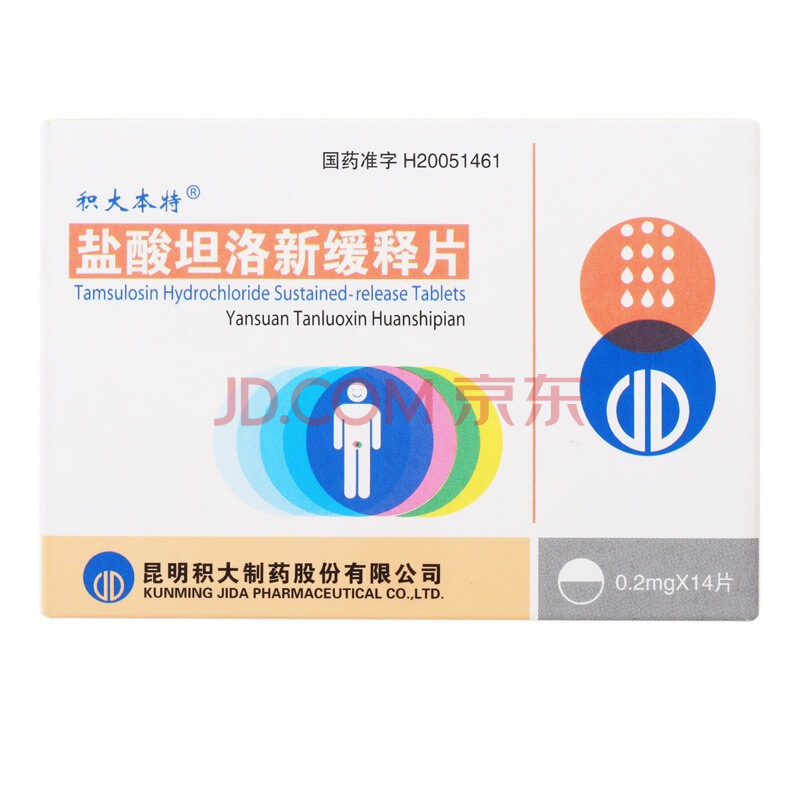 国药准字 H20051461
积大本特®
盐酸坦洛新缓释片
Tamsulosin Hydrochloride Sustained-release Tablets
Yansuan Tanluoxin Huanshipian
JD.COM 京东
昆明积大制药股份有限公司
KUNMING JIDA PHARMACEUTICAL CO.,LTD.
0.2mgX14片